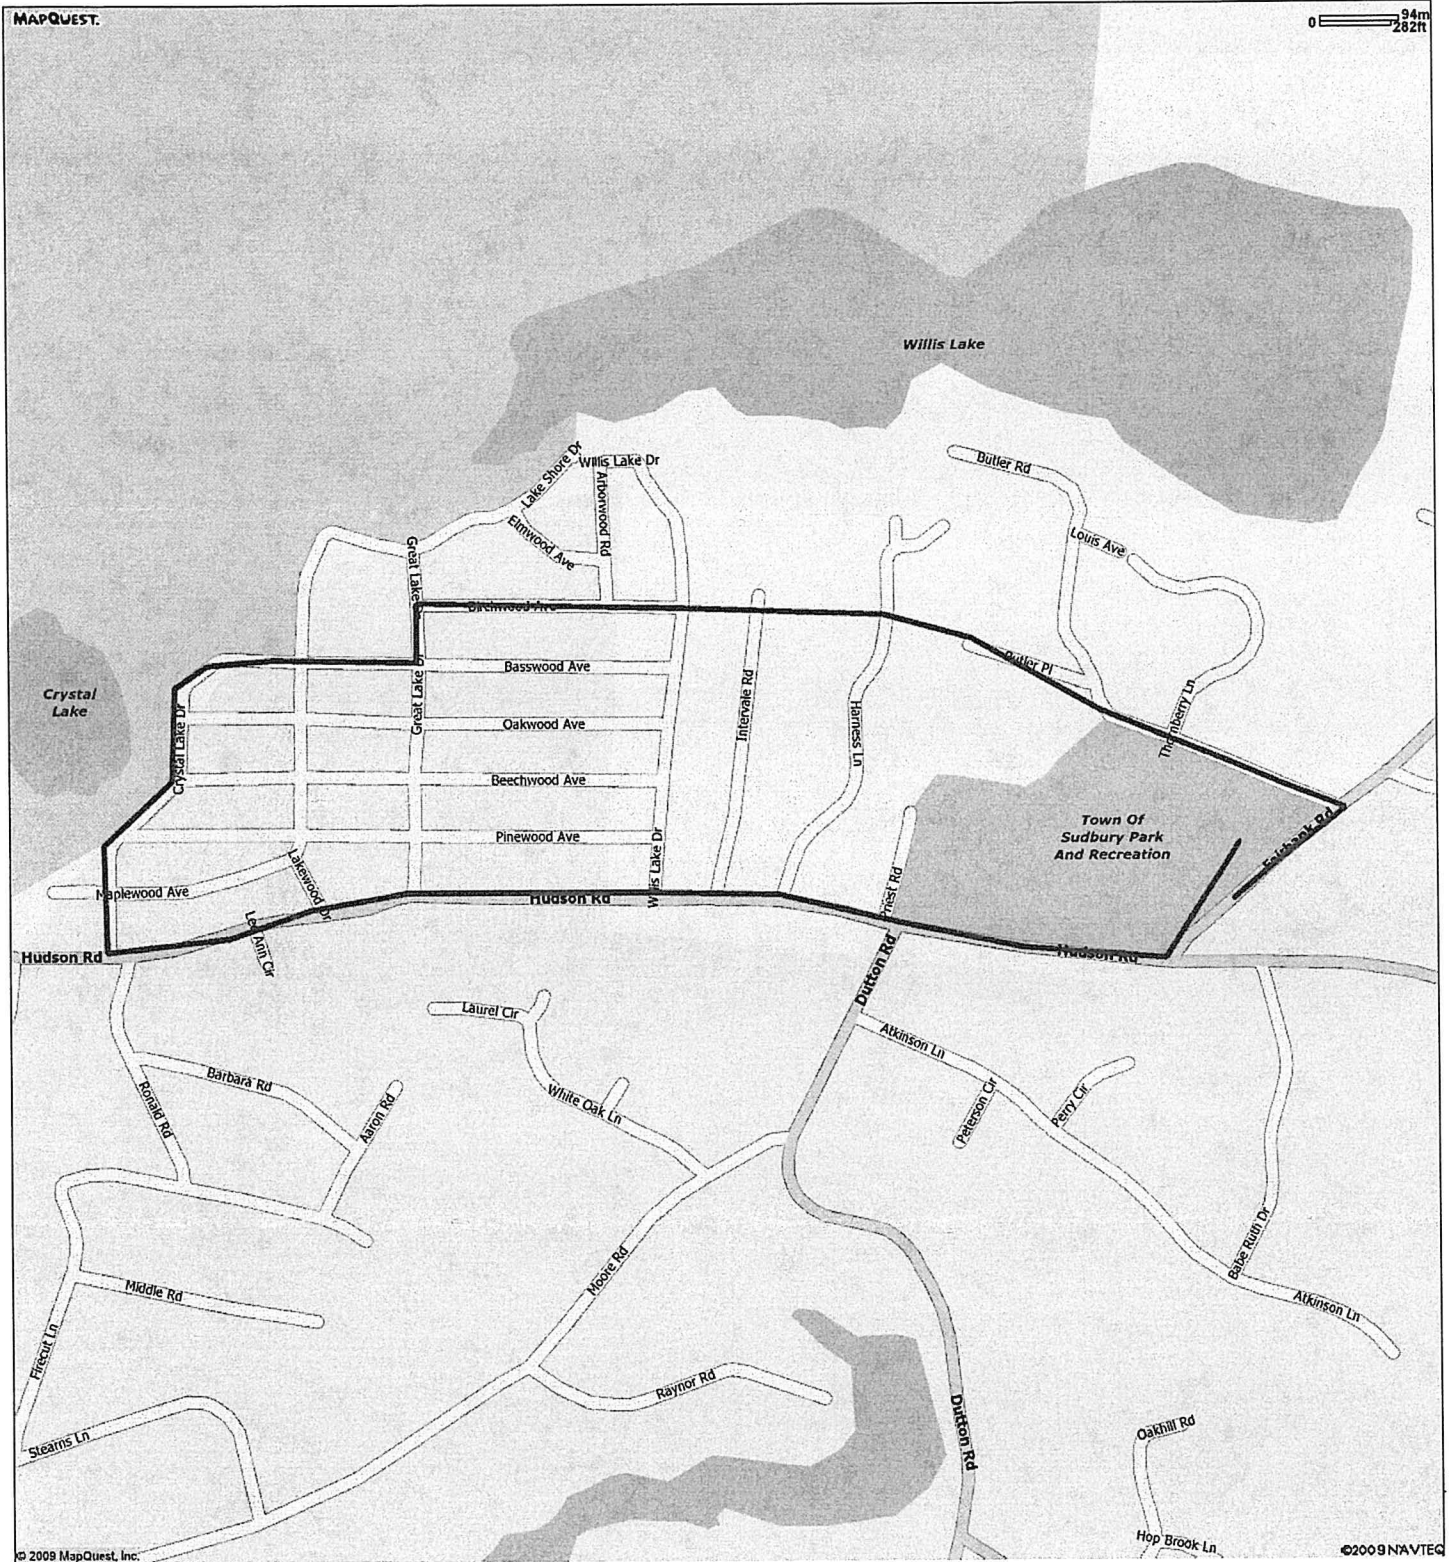 MAPQUEST.
0
94m
282ft
Willis Lake
Lake Shore Dr
Willis Lake Dr
Arborwood Rd
Elmwood Ave
Butler Rd
Louis Ave
Great Lake
Birchwood Ave
Basswood Ave
Butler Pl
Crystal
Lake
Great Lake Dr
Crystal Lake Dr
Oakwood Ave
Intervale Rd
Harness Ln
Thornberry Ln
Beechwood Ave
Pinewood Ave
Town Of
Sudbury Park
And Recreation
Fairbank Rd
Willis Lake Dr
Lakewood Dr
Maplewood Ave
Priest Rd
Hudson Rd
Lee Ann Cir
Hudson Rd
Hudson Rd
Dutton Rd
Laurel Cir
Atkinson Ln
Barbara Rd
Ronald Rd
Aaron Rd
White Oak Ln
Peterson Cir
Perry Cir
Babe Ruth Dr
Moore Rd
Middle Rd
Atkinson Ln
Firecut Ln
Raynor Rd
Stearns Ln
Dutton Rd
Oakhill Rd
Hop Brook Ln
© 2009 MapQuest, Inc.
©2009 NAVTEQ